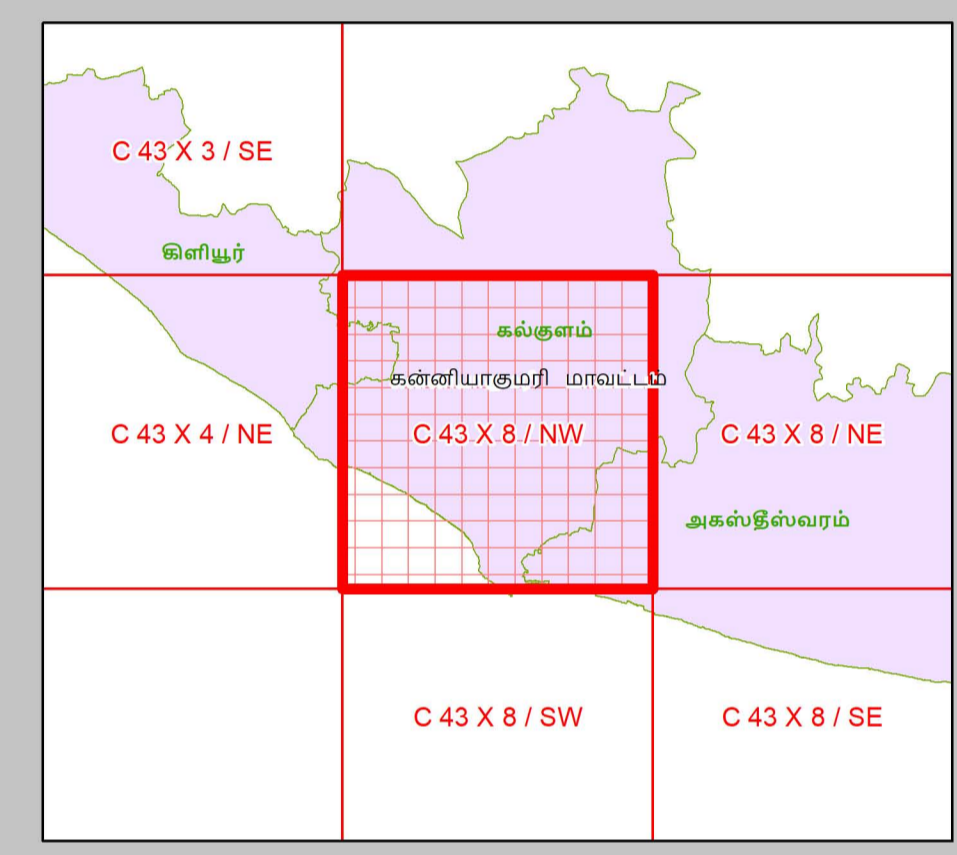 C 43 X 3 / SE
கிளியூர்
கல்குளம்
கன்னியாகுமரி மாவட்டம்
C 43 X 4 / NE
C 43 X 8 / NW
C 43 X 8 / NE
அகஸ்தீஸ்வரம்
C 43 X 8 / SW
C 43 X 8 / SE